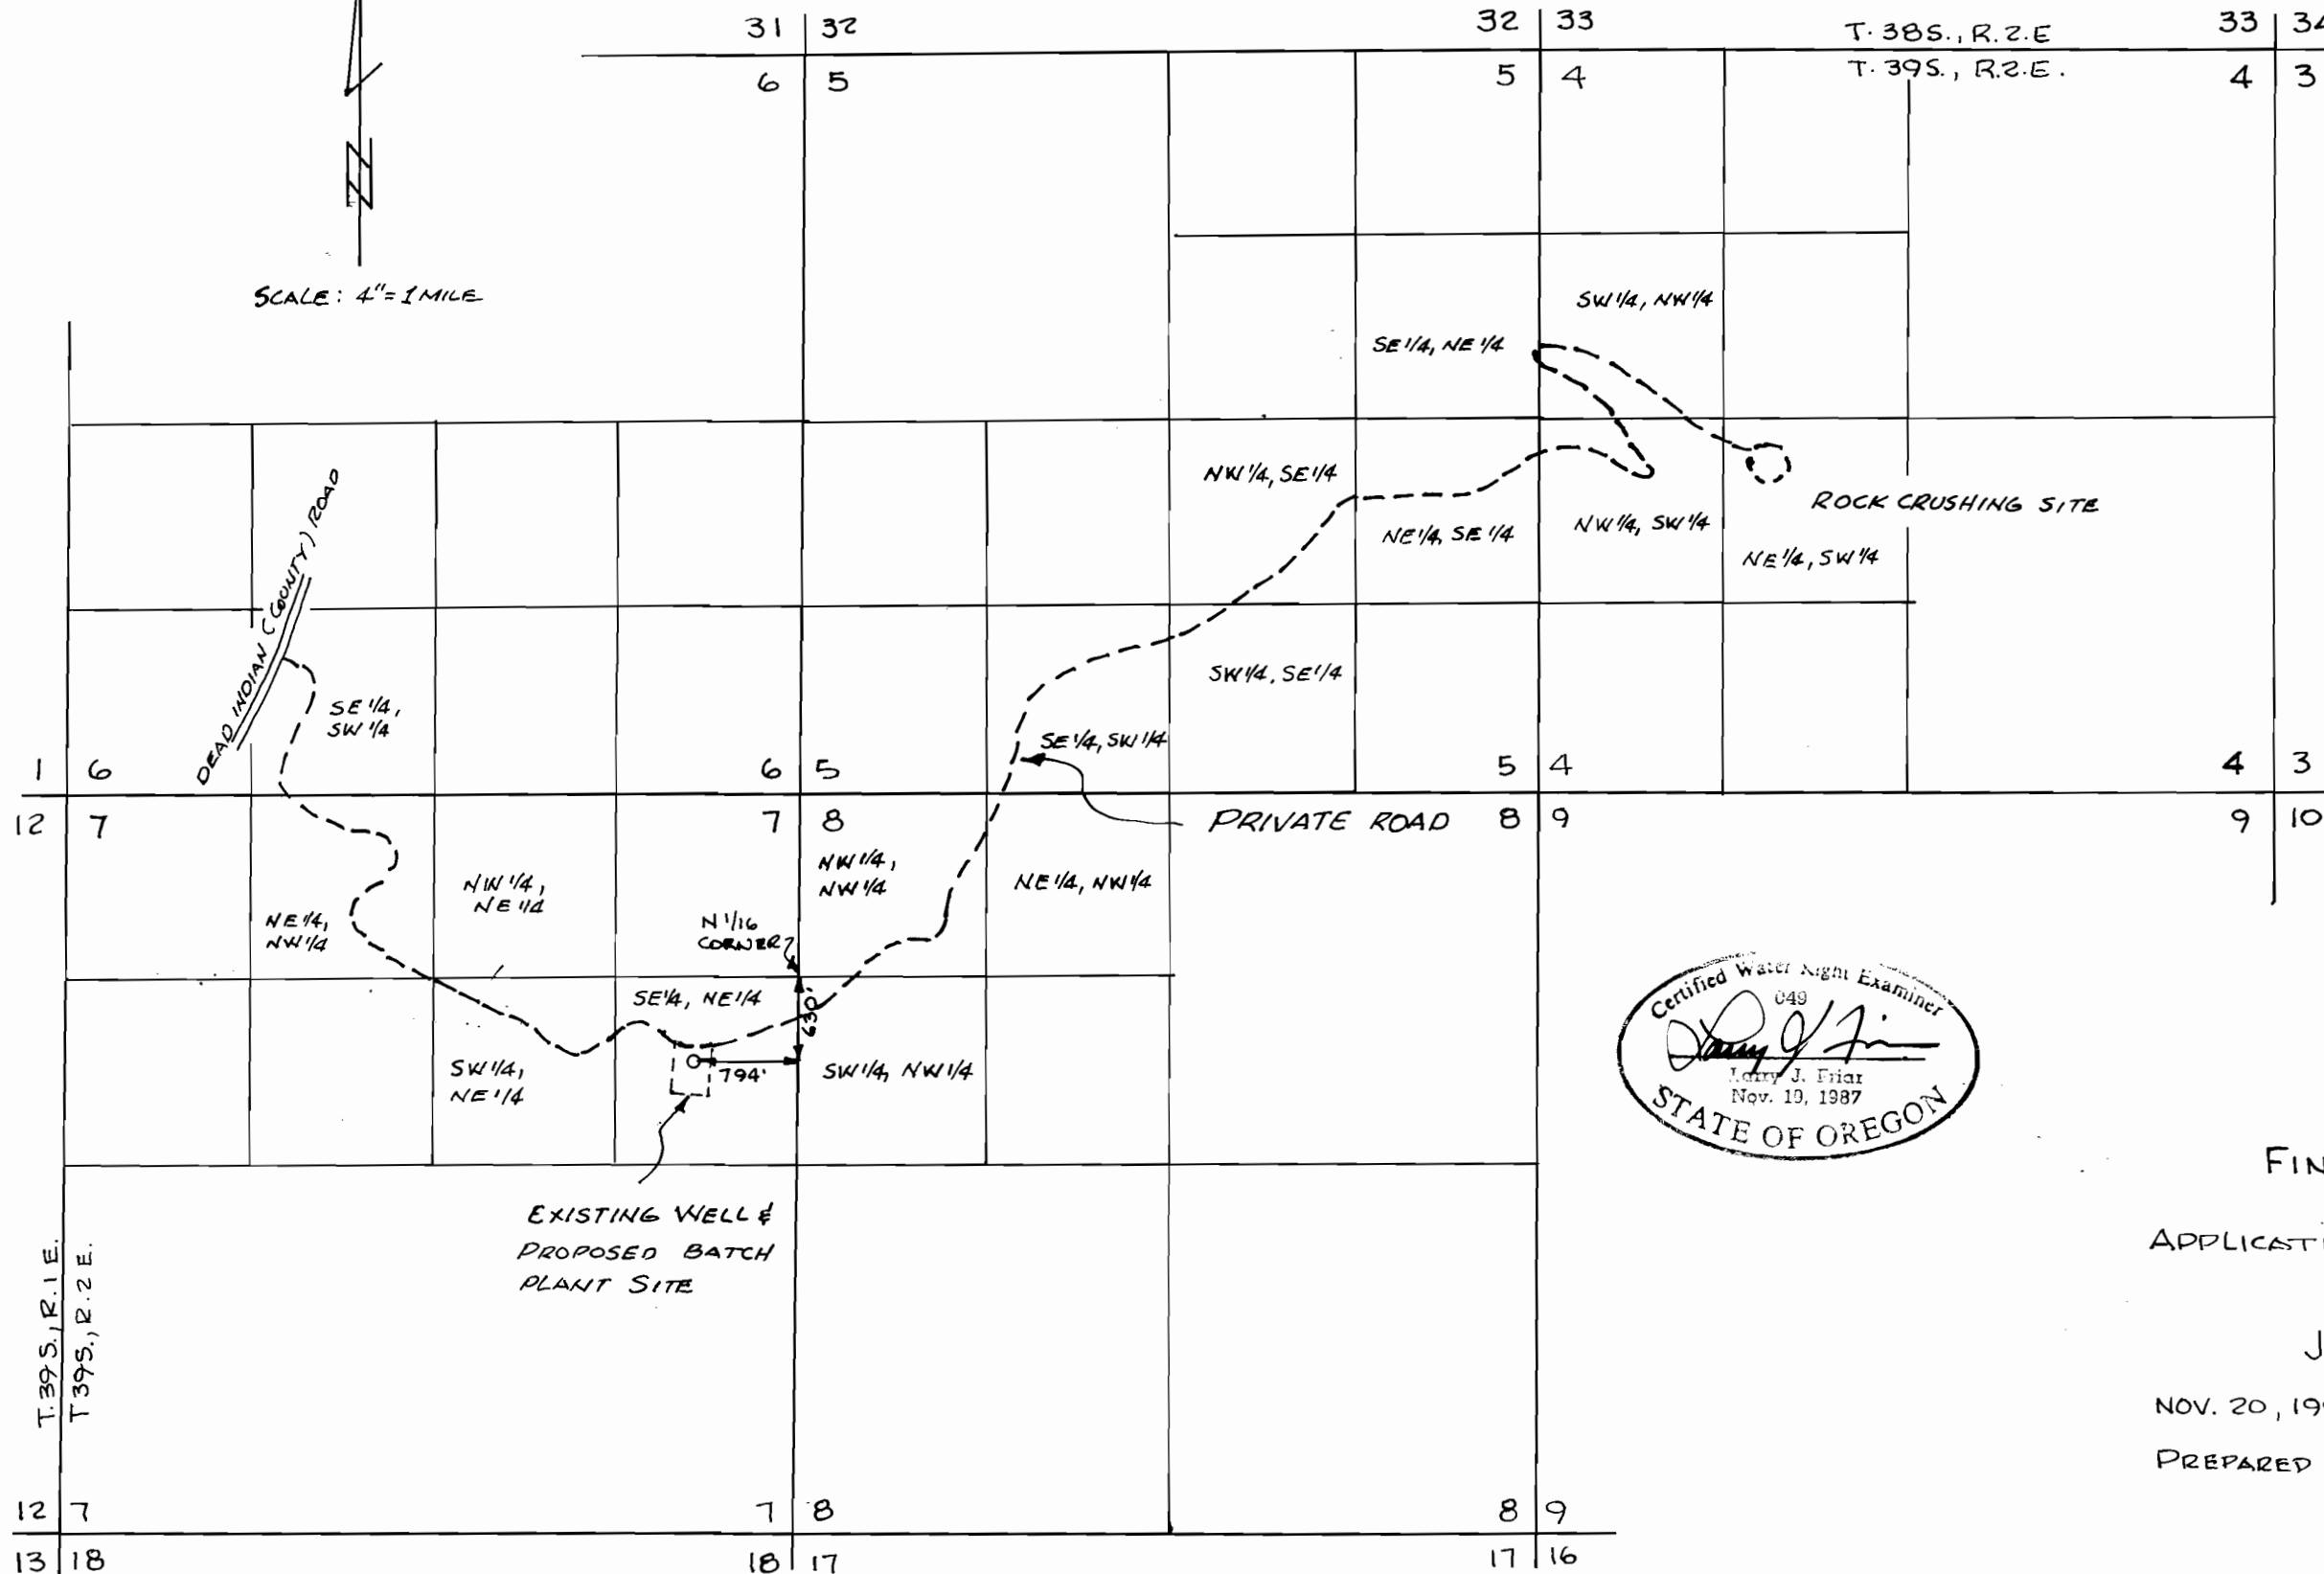 31 | 32
32 | 33
T. 38S., R.2.E
33 | 34
6 | 5
5 | 4
T. 39S., R.2.E.
4 | 3
N
SCALE: 4"= 1 MILE
SW 1/4, NW 1/4
SE 1/4, NE 1/4
DEAD INDIAN (COUNTY) ROAD
NW 1/4, SE 1/4
ROCK CRUSHING SITE
NE 1/4, SE 1/4
NW 1/4, SW 1/4
NE 1/4, SW 1/4
SW 1/4, SE 1/4
SE 1/4,
SW 1/4
SE 1/4, SW 1/4
1 | 6
6 | 5
5 | 4
4 | 3
12 | 7
7 | 8
PRIVATE ROAD
8 | 9
9 | 10
NW 1/4,
NW 1/4
NW 1/4,
NE 1/4
NE 1/4, NW 1/4
NE 1/4,
NW 1/4
N 1/16
CORNER
SE 1/4, NE 1/4
630'
794'
SW 1/4,
NE 1/4
SW 1/4, NW 1/4
Certified Water Right Examiner
049
Larry J. Friar
Nov. 19, 1987
STATE OF OREGON
EXISTING WELL &
PROPOSED BATCH
PLANT SITE
T. 39S., R. 1 E.
T 39S., R. 2 E.
FIN
APPLICATI
J
NOV. 20, 19
PREPARED
12 | 7
7 | 8
8 | 9
13 | 18
18 | 17
17 | 16